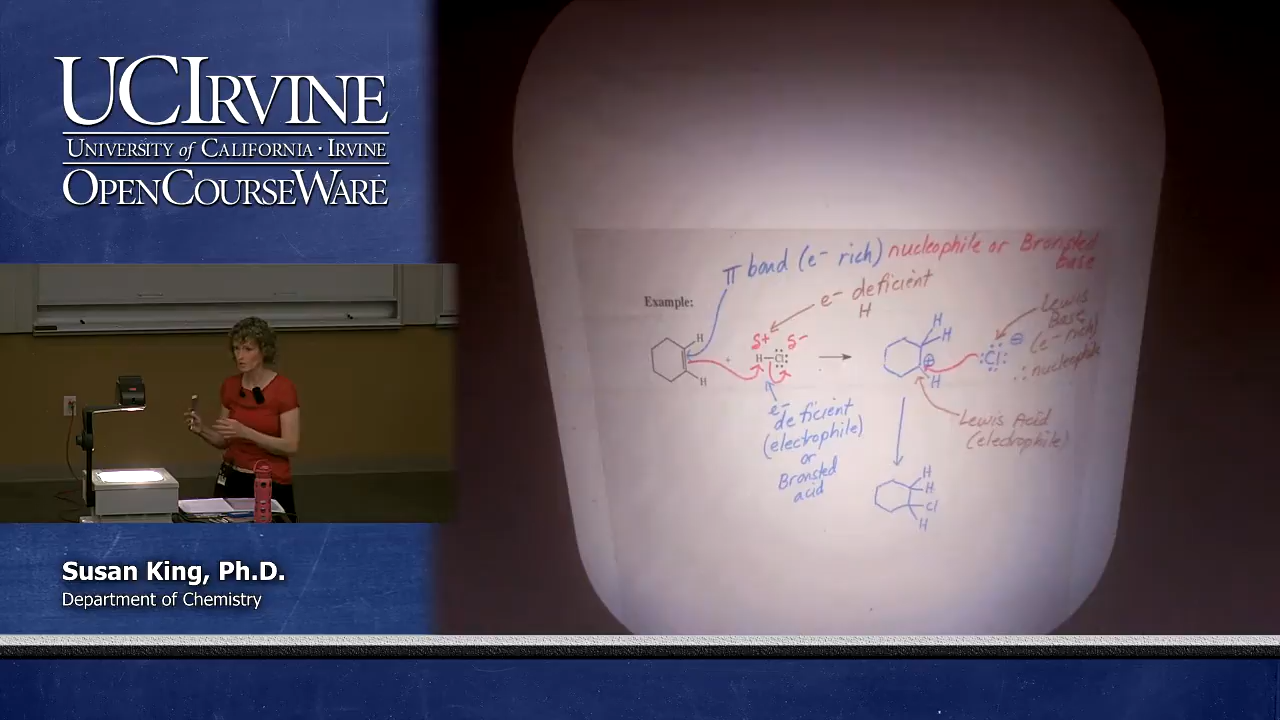 UCIRVINE
UNIVERSITY of CALIFORNIA · IRVINE
OPENCOURSEWARE
Susan King, Ph.D.
Department of Chemistry
π bond (e⁻ rich) nucleophile or Bronsted
base
e⁻ deficient
H
Example:
H
H
+
δ+ δ-
H–Cl:
e⁻
deficient
(electrophile)
or
Bronsted
acid
H
H
⊕
H
:Cl: ⊖
Lewis
Base
(e⁻ rich)
∴ nucleophile
Lewis Acid
(electrophile)
H
H
Cl
H